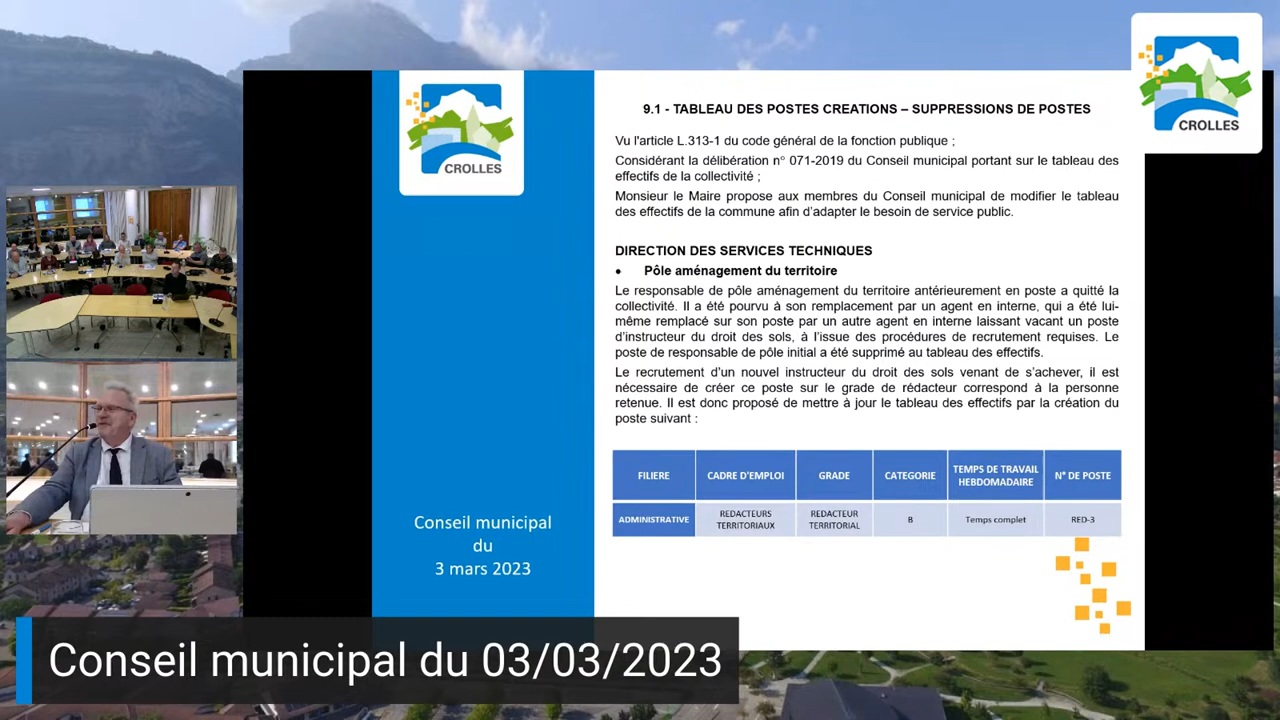 CROLLES
CROLLES
9.1 - TABLEAU DES POSTES CREATIONS – SUPPRESSIONS DE POSTES
Vu l'article L.313-1 du code général de la fonction publique ;
Considérant la délibération n° 071-2019 du Conseil municipal portant sur le tableau des
effectifs de la collectivité ;
Monsieur le Maire propose aux membres du Conseil municipal de modifier le tableau
des effectifs de la commune afin d'adapter le besoin de service public.
DIRECTION DES SERVICES TECHNIQUES
• Pôle aménagement du territoire
Le responsable de pôle aménagement du territoire antérieurement en poste a quitté la
collectivité. Il a été pourvu à son remplacement par un agent en interne, qui a été lui-
même remplacé sur son poste par un autre agent en interne laissant vacant un poste
d'instructeur du droit des sols, à l'issue des procédures de recrutement requises. Le
poste de responsable de pôle initial a été supprimé au tableau des effectifs.
Le recrutement d'un nouvel instructeur du droit des sols venant de s'achever, il est
nécessaire de créer ce poste sur le grade de rédacteur correspond à la personne
retenue. Il est donc proposé de mettre à jour le tableau des effectifs par la création du
poste suivant :
FILIERE CADRE D'EMPLOI GRADE CATEGORIE TEMPS DE TRAVAIL HEBDOMADAIRE N° DE POSTE
ADMINISTRATIVE REDACTEURS TERRITORIAUX REDACTEUR TERRITORIAL B Temps complet RED-3
Conseil municipal
du
3 mars 2023
Conseil municipal du 03/03/2023